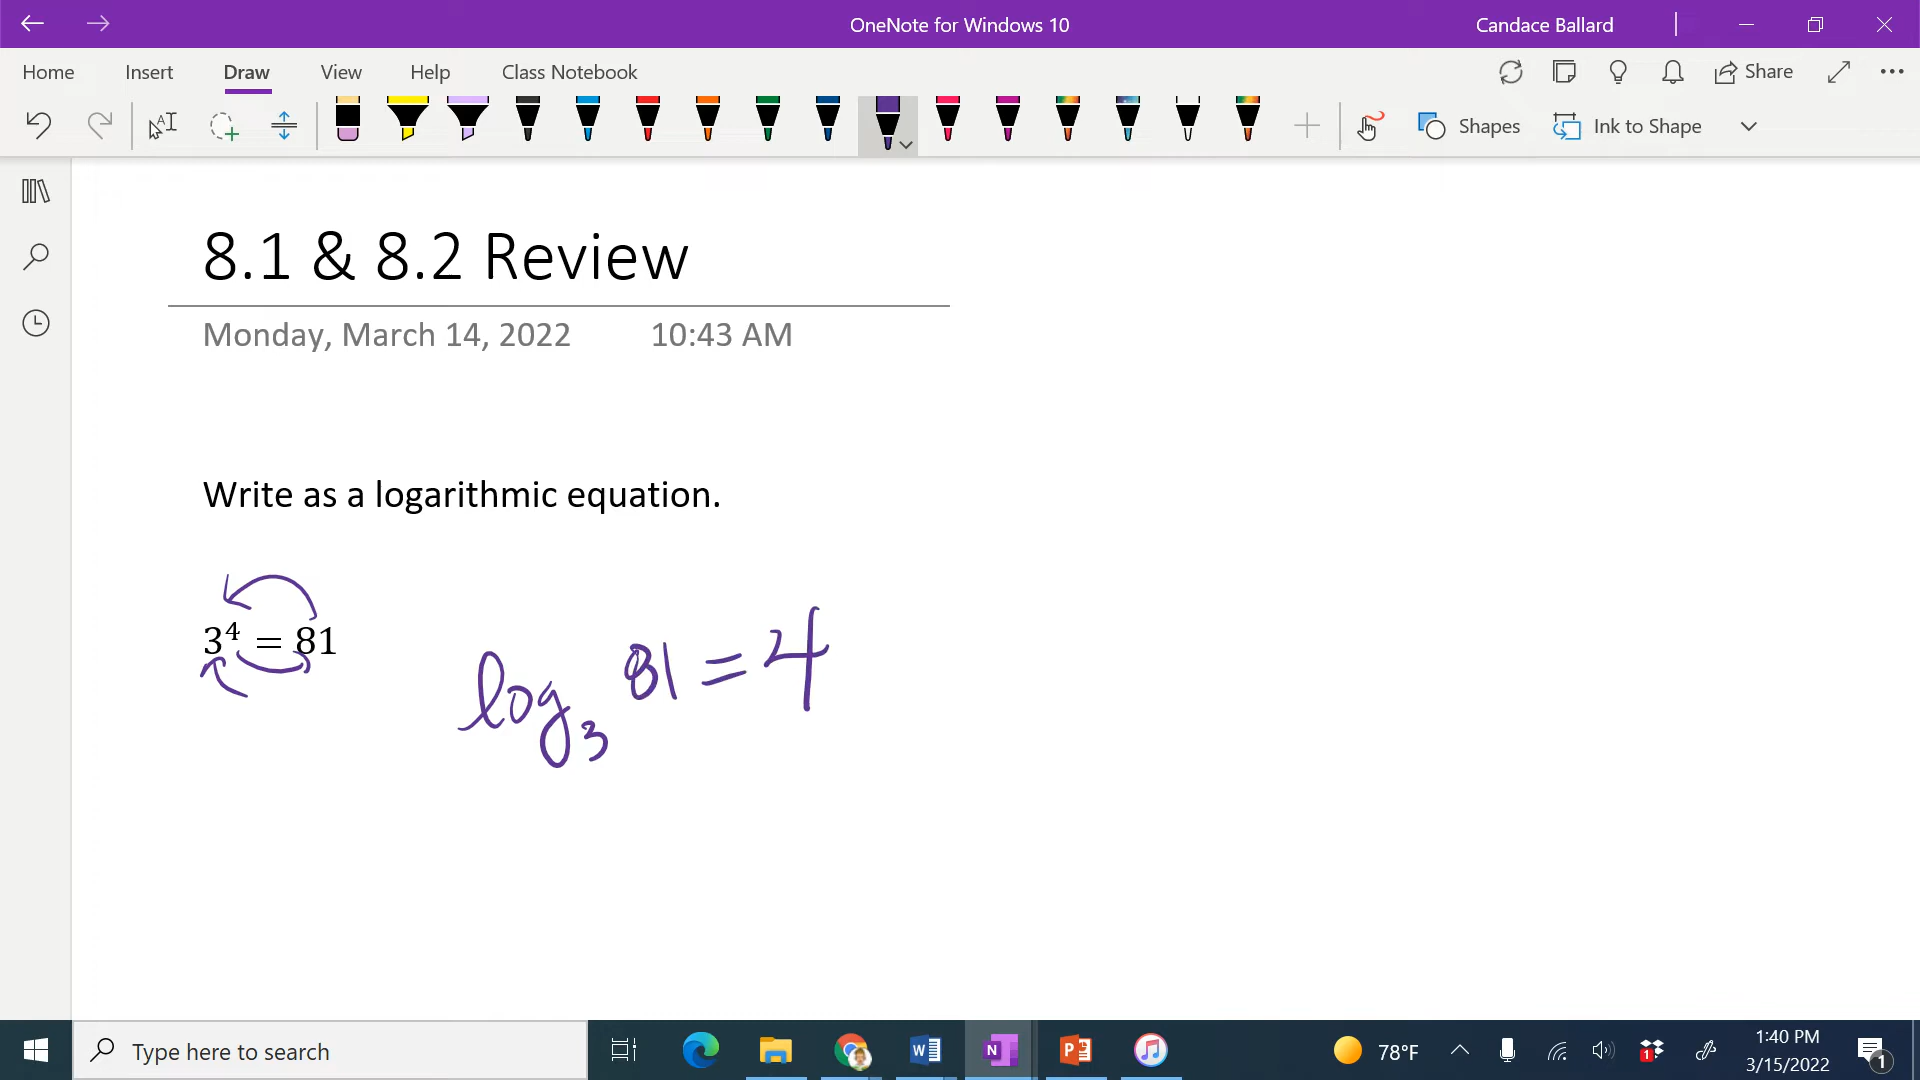 OneNote for Windows 10
Candace Ballard
Home Insert Draw View Help Class Notebook
Share
Shapes
Ink to Shape
8.1 & 8.2 Review
Monday, March 14, 2022 10:43 AM
Write as a logarithmic equation.
3⁴ = 81
log₃ 81 = 4
Type here to search
78°F
1:40 PM
3/15/2022
1
1